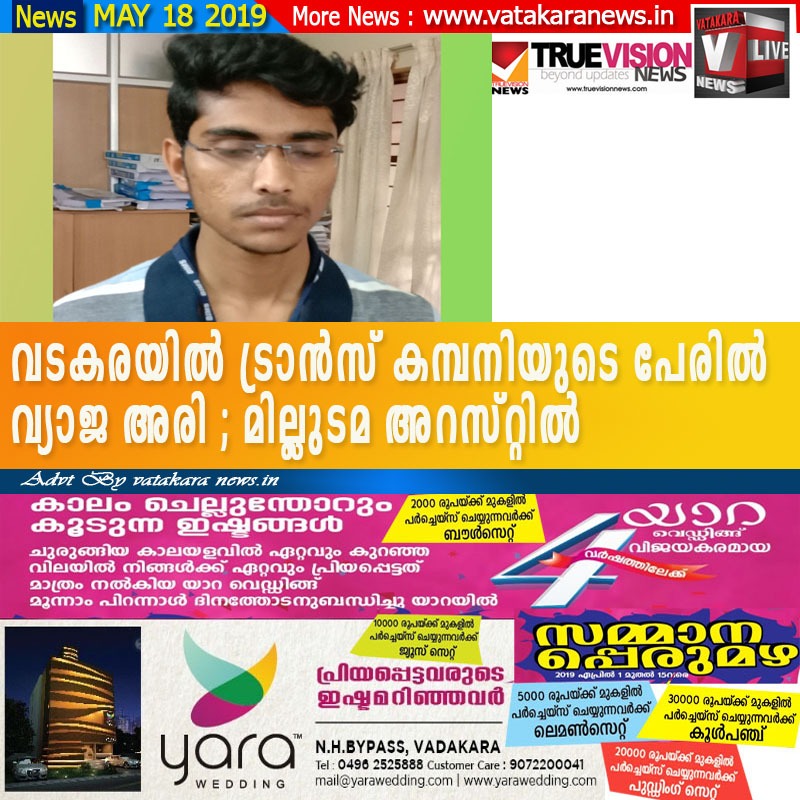 News MAY 18 2019 More News : www.vatakaranews.in
TRUEVISION
beyond updates NEWS
www.truevisionnews.com
TRUEVISION
NEWS
VATAKARA
V LIVE
NEWS
വടകരയിൽ ട്രാൻസ് കമ്പനിയുടെ പേരിൽ
വ്യാജ അരി ; മില്ലുടമ അറസ്റ്റിൽ
Advt By vatakara news.in
കാലം ചെല്ലുന്തോറും
കൂടുന്ന ഇഷ്ടങ്ങൾ
ചുരുങ്ങിയ കാലയളവിൽ ഏറ്റവും കുറഞ്ഞ
വിലയിൽ നിങ്ങൾക്ക് ഏറ്റവും പ്രിയപ്പെട്ടത്
മാത്രം നൽകിയ യാറ വെഡ്ഡിങ്ങ്
മൂന്നാം പിറന്നാൾ ദിനത്തോടനുബന്ധിച്ചു യാറയിൽ
2000 രൂപയ്ക്ക് മുകളിൽ
പർച്ചെയ്സ് ചെയ്യുന്നവർക്ക്
ബൗൾസെറ്റ്
യാറ
വെഡ്ഡിങ്ങ്
വിജയകരമായ
4
വർഷത്തിലേക്ക്
10000 രൂപയ്ക്ക് മുകളിൽ
പർച്ചെയ്സ് ചെയ്യുന്നവർക്ക്
ജ്യൂസ് സെറ്റ്
സമ്മാന
പ്പെരുമഴ
2019 ഏപ്രിൽ 1 മുതൽ 15വരെ
പ്രിയപ്പെട്ടവരുടെ
ഇഷ്ടമറിഞ്ഞവർ
5000 രൂപയ്ക്ക് മുകളിൽ
പർച്ചെയ്സ് ചെയ്യുന്നവർക്ക്
ലെമൺസെറ്റ്
30000 രൂപയ്ക്ക് മുകളിൽ
പർച്ചെയ്സ് ചെയ്യുന്നവർക്ക്
കൂൾപഞ്ച്
yara™
WEDDING
N.H.BYPASS, VADAKARA
Tel : 0496 2525888 Customer Care : 9072200041
mail@yarawedding.com | www.yarawedding.com
20000 രൂപയ്ക്ക് മുകളിൽ
പർച്ചെയ്സ് ചെയ്യുന്നവർക്ക്
പുഡ്ഡിംഗ് സെറ്റ്